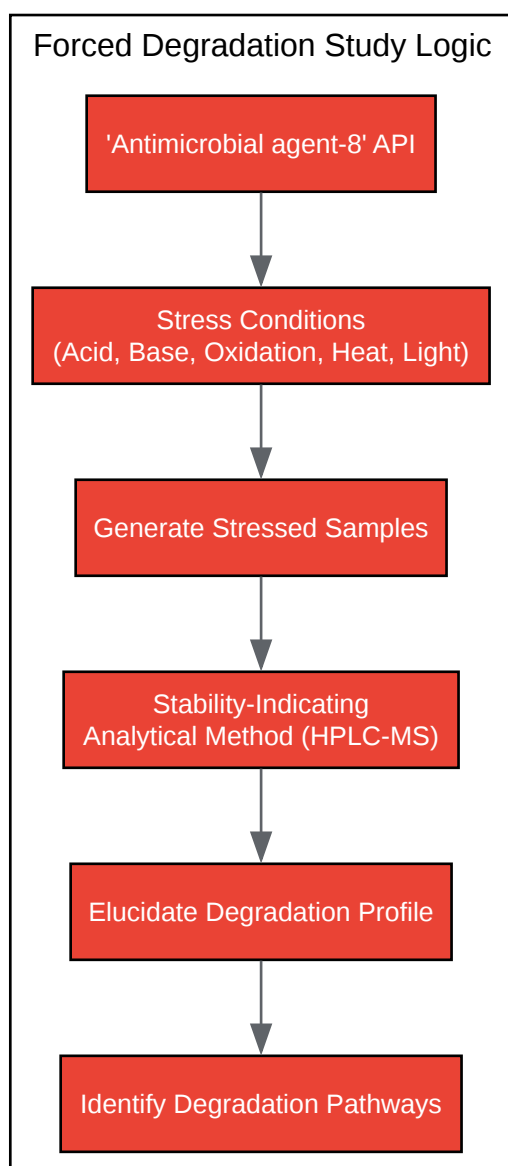 Forced Degradation Study Logic
'Antimicrobial agent-8' API
Stress Conditions
(Acid, Base, Oxidation, Heat, Light)
Generate Stressed Samples
Stability-Indicating
Analytical Method (HPLC-MS)
Elucidate Degradation Profile
Identify Degradation Pathways